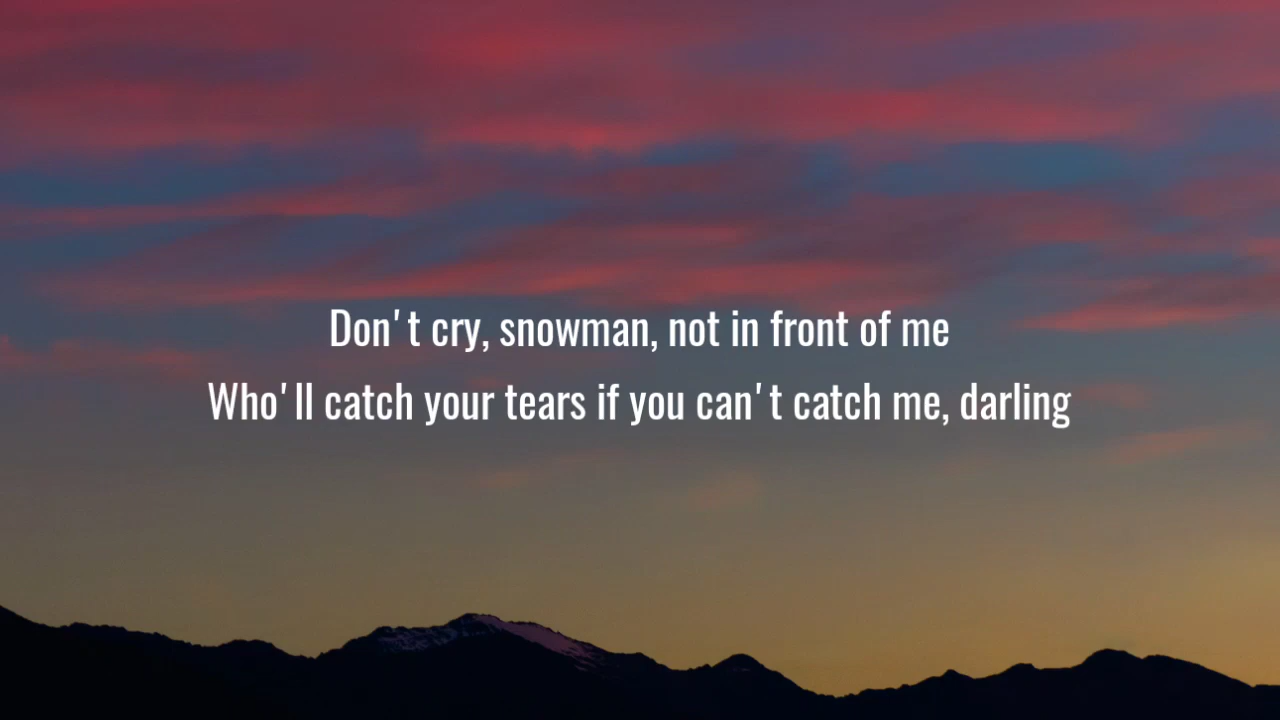 Don't cry, snowman, not in front of me
Who'll catch your tears if you can't catch me, darling